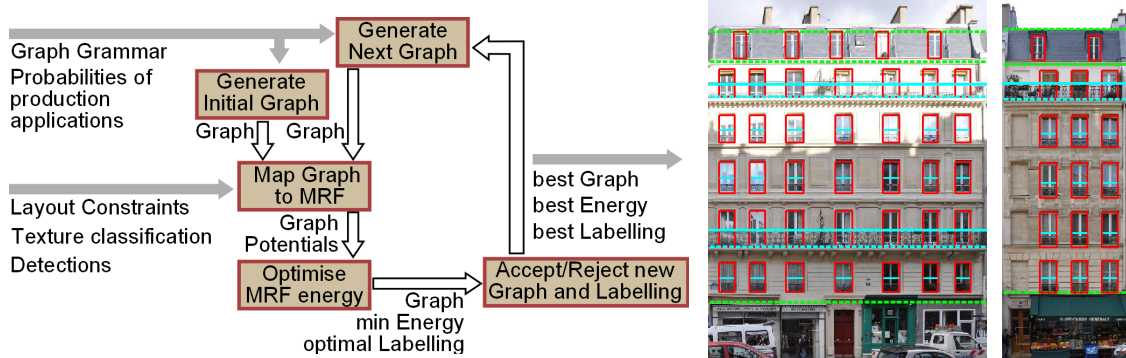 Graph Grammar
Probabilities of
production
applications
Generate
Next Graph
Generate
Initial Graph
Graph
Graph
Map Graph
to MRF
Layout Constraints
Texture classification
Detections
Graph
Potentials
Optimise
MRF energy
Graph
min Energy
optimal Labelling
Accept/Reject new
Graph and Labelling
best Graph
best Energy
best Labelling